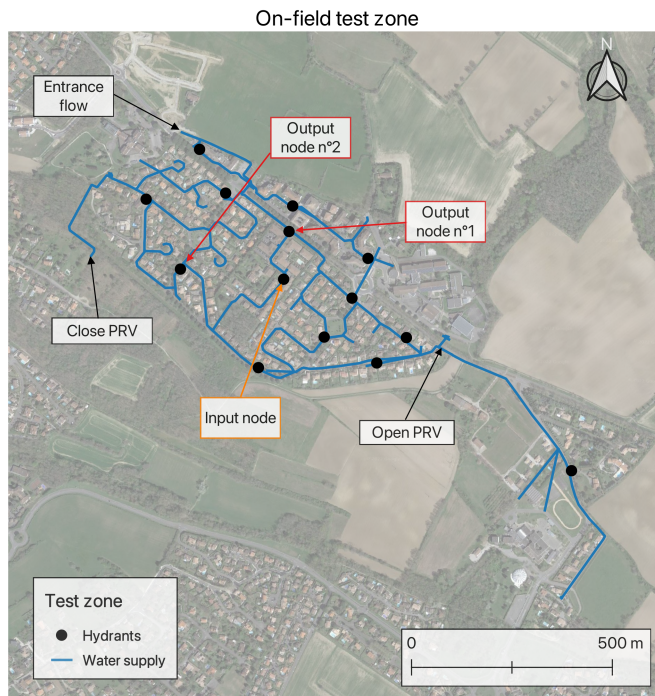 On-field test zone
N
Entrance
flow
Output
node n°2
Output
node n°1
Close PRV
Input node
Open PRV
Test zone
Hydrants
Water supply
0
500 m